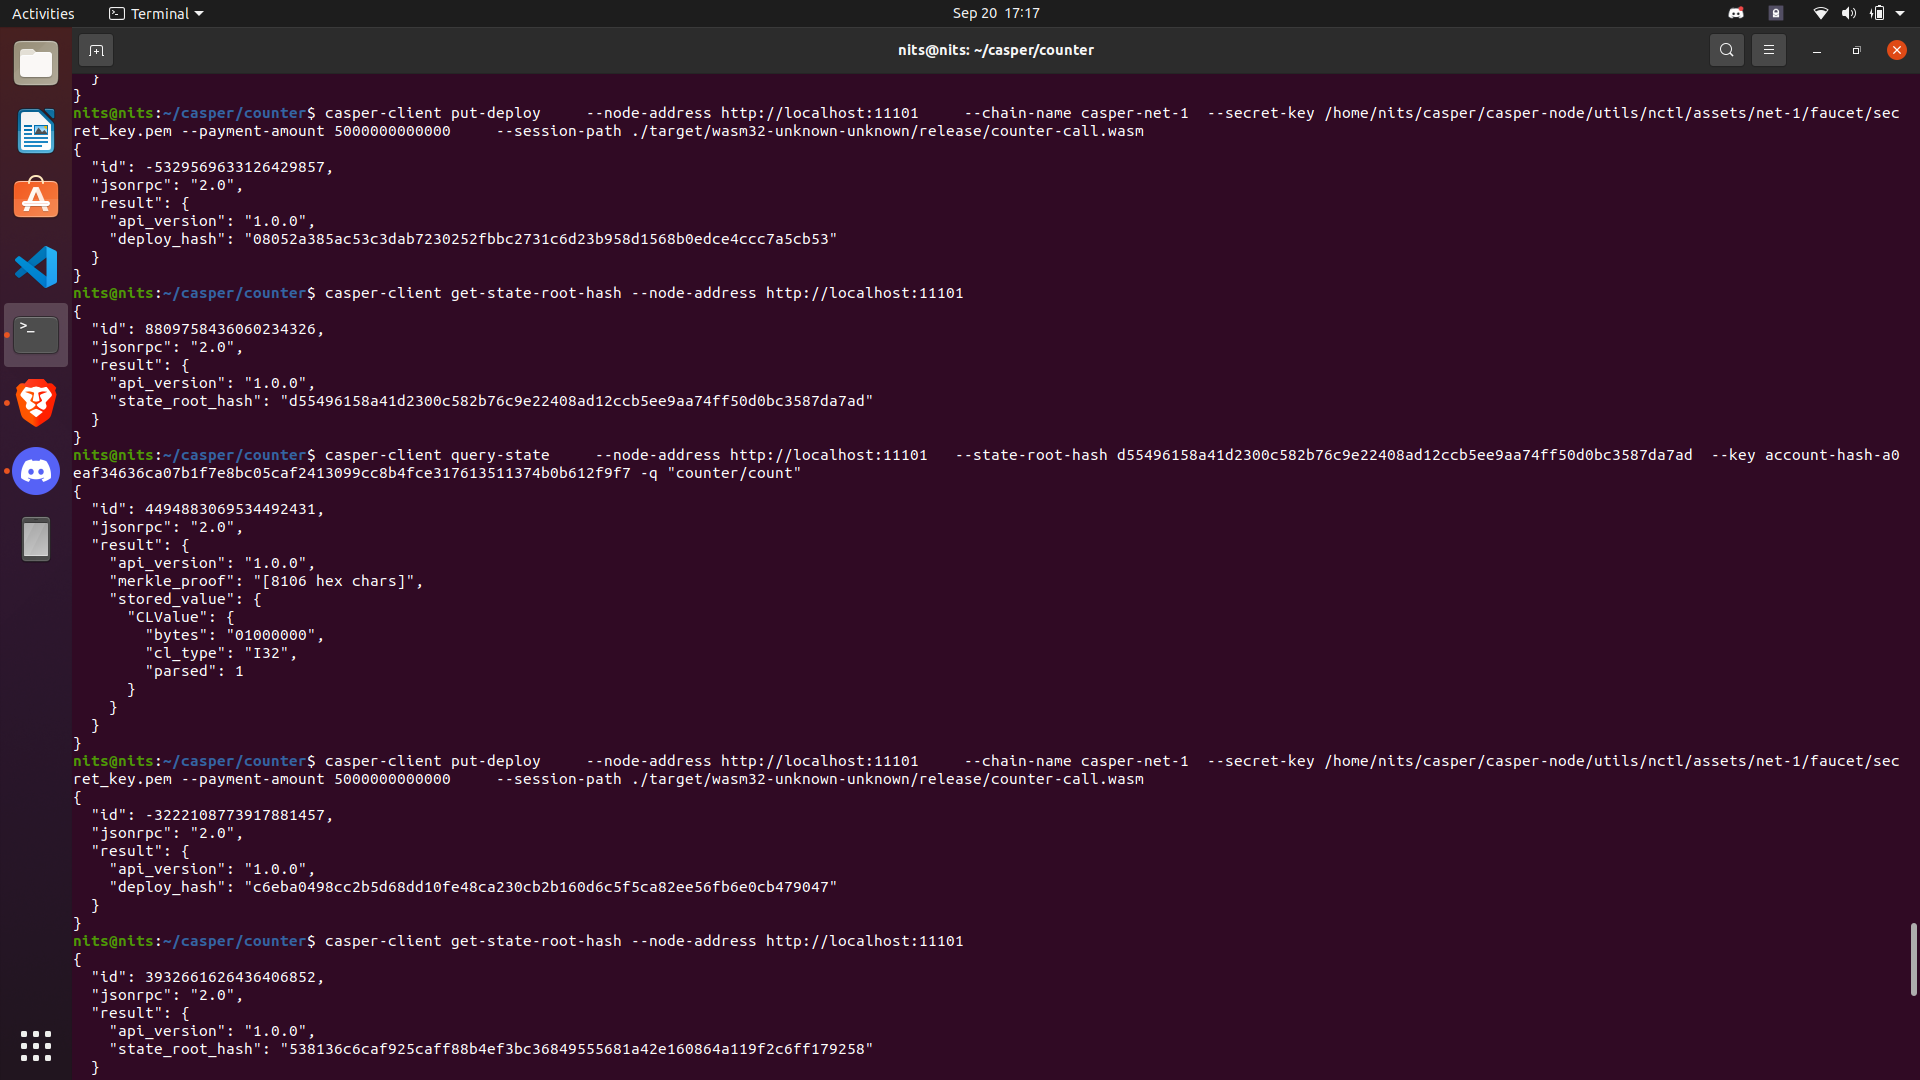 Activities
Terminal
Sep 20 17:17
nits@nits: ~/casper/counter
}
}
nits@nits:~/casper/counter$ casper-client put-deploy     --node-address http://localhost:11101     --chain-name casper-net-1  --secret-key /home/nits/casper/casper-node/utils/nctl/assets/net-1/faucet/sec
ret_key.pem --payment-amount 5000000000000     --session-path ./target/wasm32-unknown-unknown/release/counter-call.wasm
{
  "id": -5329569633126429857,
  "jsonrpc": "2.0",
  "result": {
    "api_version": "1.0.0",
    "deploy_hash": "08052a385ac53c3dab7230252fbbc2731c6d23b958d1568b0edce4ccc7a5cb53"
  }
}
nits@nits:~/casper/counter$ casper-client get-state-root-hash --node-address http://localhost:11101
{
  "id": 8809758436060234326,
  "jsonrpc": "2.0",
  "result": {
    "api_version": "1.0.0",
    "state_root_hash": "d55496158a41d2300c582b76c9e22408ad12ccb5ee9aa74ff50d0bc3587da7ad"
  }
}
nits@nits:~/casper/counter$ casper-client query-state     --node-address http://localhost:11101   --state-root-hash d55496158a41d2300c582b76c9e22408ad12ccb5ee9aa74ff50d0bc3587da7ad  --key account-hash-a0
eaf34636ca07b1f7e8bc05caf2413099cc8b4fce317613511374b0b612f9f7 -q "counter/count"
{
  "id": 4494883069534492431,
  "jsonrpc": "2.0",
  "result": {
    "api_version": "1.0.0",
    "merkle_proof": "[8106 hex chars]",
    "stored_value": {
      "CLValue": {
        "bytes": "01000000",
        "cl_type": "I32",
        "parsed": 1
      }
    }
  }
}
nits@nits:~/casper/counter$ casper-client put-deploy     --node-address http://localhost:11101     --chain-name casper-net-1  --secret-key /home/nits/casper/casper-node/utils/nctl/assets/net-1/faucet/sec
ret_key.pem --payment-amount 5000000000000     --session-path ./target/wasm32-unknown-unknown/release/counter-call.wasm
{
  "id": -3222108773917881457,
  "jsonrpc": "2.0",
  "result": {
    "api_version": "1.0.0",
    "deploy_hash": "c6eba0498cc2b5d68dd10fe48ca230cb2b160d6c5f5ca82ee56fb6e0cb479047"
  }
}
nits@nits:~/casper/counter$ casper-client get-state-root-hash --node-address http://localhost:11101
{
  "id": 3932661626436406852,
  "jsonrpc": "2.0",
  "result": {
    "api_version": "1.0.0",
    "state_root_hash": "538136c6caf925caff88b4ef3bc36849555681a42e160864a119f2c6ff179258"
  }